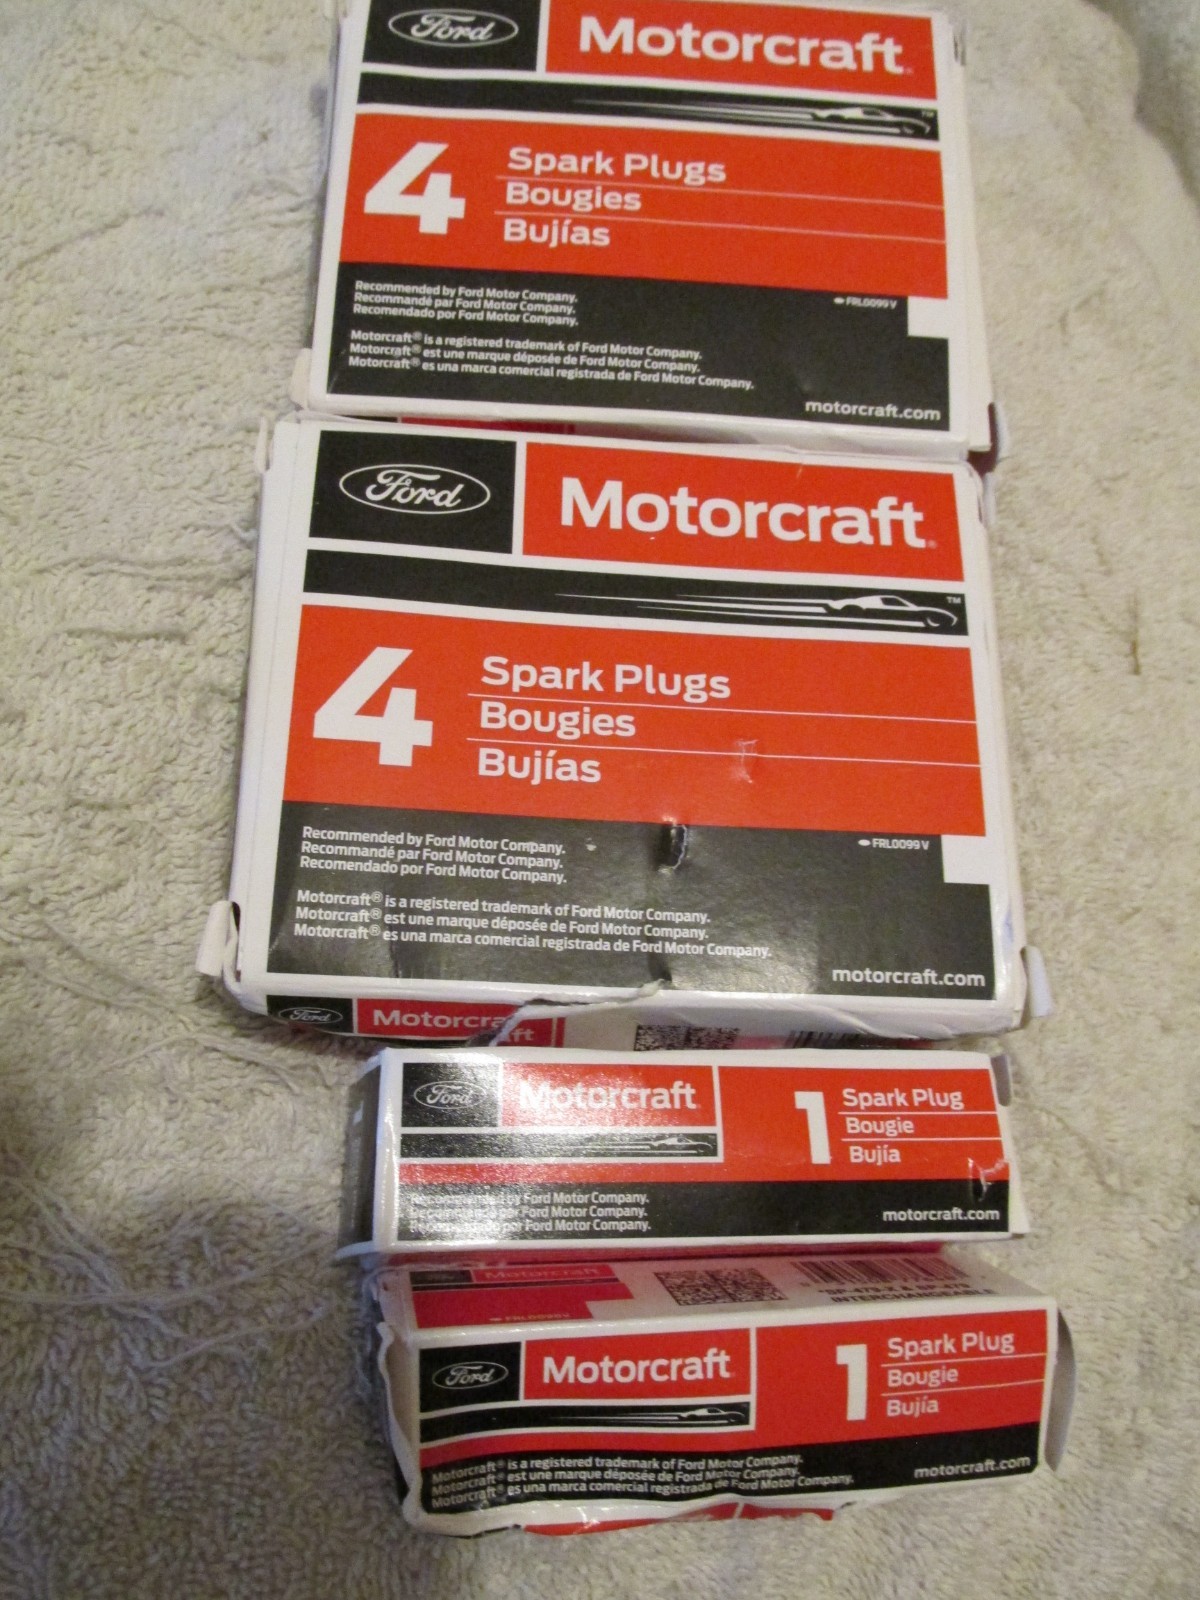 Ford
Motorcraft®
TM
4
Spark Plugs
Bougies
Bujías
Recommended by Ford Motor Company.
Recommandé par Ford Motor Company.
Recomendado por Ford Motor Company.
FRL0099 V
Motorcraft® is a registered trademark of Ford Motor Company.
Motorcraft® est une marque déposée de Ford Motor Company.
Motorcraft® es una marca comercial registrada de Ford Motor Company.
motorcraft.com
Ford
Motorcraft®
TM
4
Spark Plugs
Bougies
Bujías
Recommended by Ford Motor Company.
Recommandé par Ford Motor Company.
Recomendado por Ford Motor Company.
FRL0099 V
Motorcraft® is a registered trademark of Ford Motor Company.
Motorcraft® est une marque déposée de Ford Motor Company.
Motorcraft® es una marca comercial registrada de Ford Motor Company.
motorcraft.com
Ford
Motorcraft
Ford
Motorcraft
1
Spark Plug
Bougie
Bujía
Recommended by Ford Motor Company.
Recommandé par Ford Motor Company.
Recomendado por Ford Motor Company.
motorcraft.com
Motorcraft
INTERCHANGEABLE
Ford
Motorcraft
1
Spark Plug
Bougie
Bujía
Motorcraft® is a registered trademark of Ford Motor Company.
Motorcraft® est une marque déposée de Ford Motor Company.
Motorcraft® es una marca comercial registrada de Ford Motor Company.
motorcraft.com